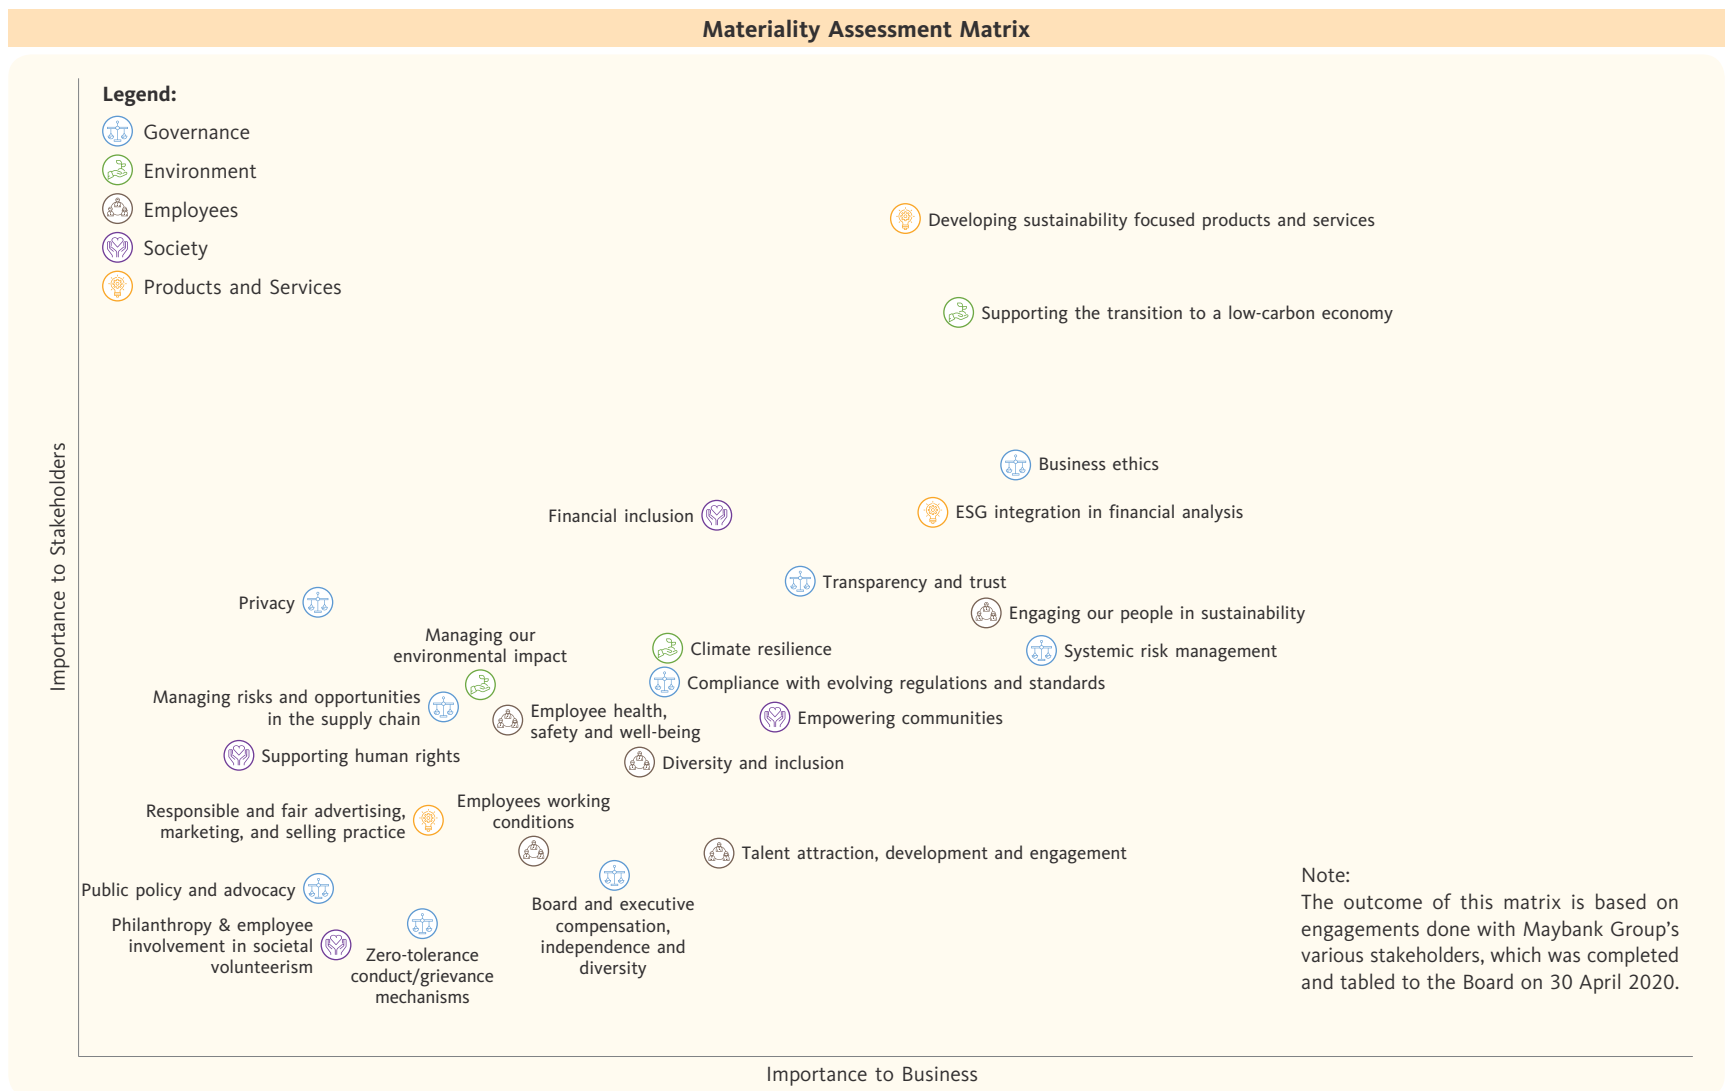 Materiality Assessment Matrix
Legend:
Governance
Environment
Employees
Society
Products and Services
Developing sustainability focused products and services
Supporting the transition to a low-carbon economy
Importance to Stakeholders
Business ethics
Financial inclusion
ESG integration in financial analysis
Transparency and trust
Privacy
Engaging our people in sustainability
Managing our
environmental impact
Climate resilience
Systemic risk management
Compliance with evolving regulations and standards
Managing risks and opportunities
in the supply chain
Employee health,
safety and well-being
Empowering communities
Supporting human rights
Diversity and inclusion
Responsible and fair advertising,
marketing, and selling practice
Employees working
conditions
Talent attraction, development and engagement
Public policy and advocacy
Board and executive
compensation,
independence and
diversity
Philanthropy & employee
involvement in societal
volunteerism
Zero-tolerance
conduct/grievance
mechanisms
Note:
The outcome of this matrix is based on
engagements done with Maybank Group's
various stakeholders, which was completed
and tabled to the Board on 30 April 2020.
Importance to Business